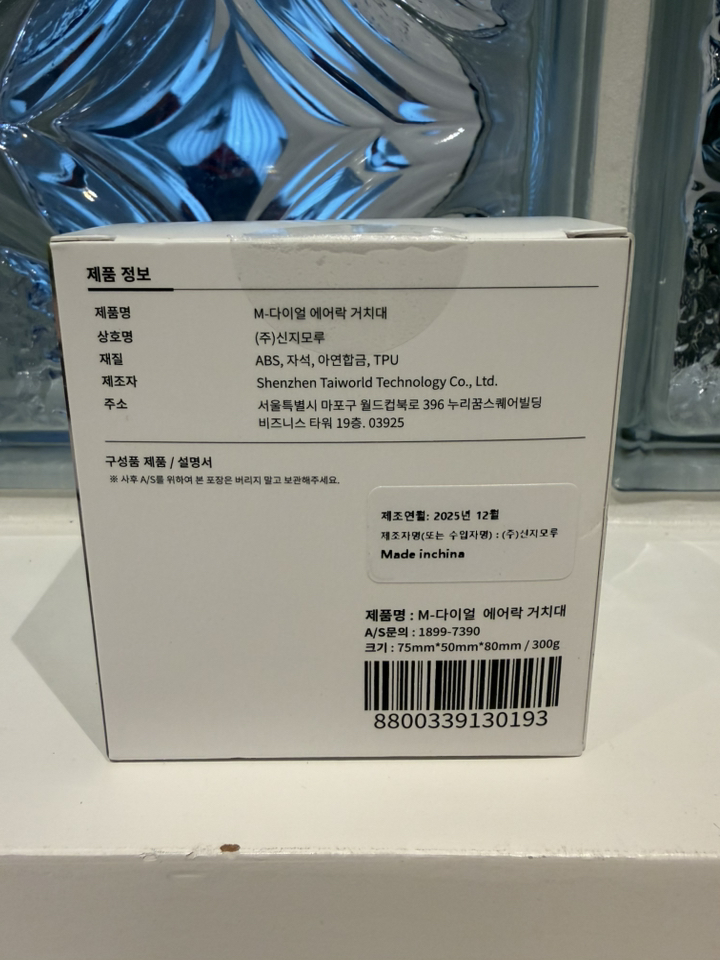 제품 정보
제품명 M-다이얼 에어락 거치대
상호명 (주)신지모루
재질 ABS, 자석, 아연합금, TPU
제조자 Shenzhen Taiworld Technology Co., Ltd.
주소 서울특별시 마포구 월드컵북로 396 누리꿈스퀘어빌딩
비즈니스 타워 19층. 03925
구성품 제품 / 설명서
※ 사후 A/S를 위하여 본 포장은 버리지 말고 보관해주세요.
제조연월: 2025년 12월
제조자명(또는 수입자명) : (주)신지모루
Made inchina
제품명 : M-다이얼 에어락 거치대
A/S문의 : 1899-7390
크기 : 75mm*50mm*80mm / 300g
8800339130193